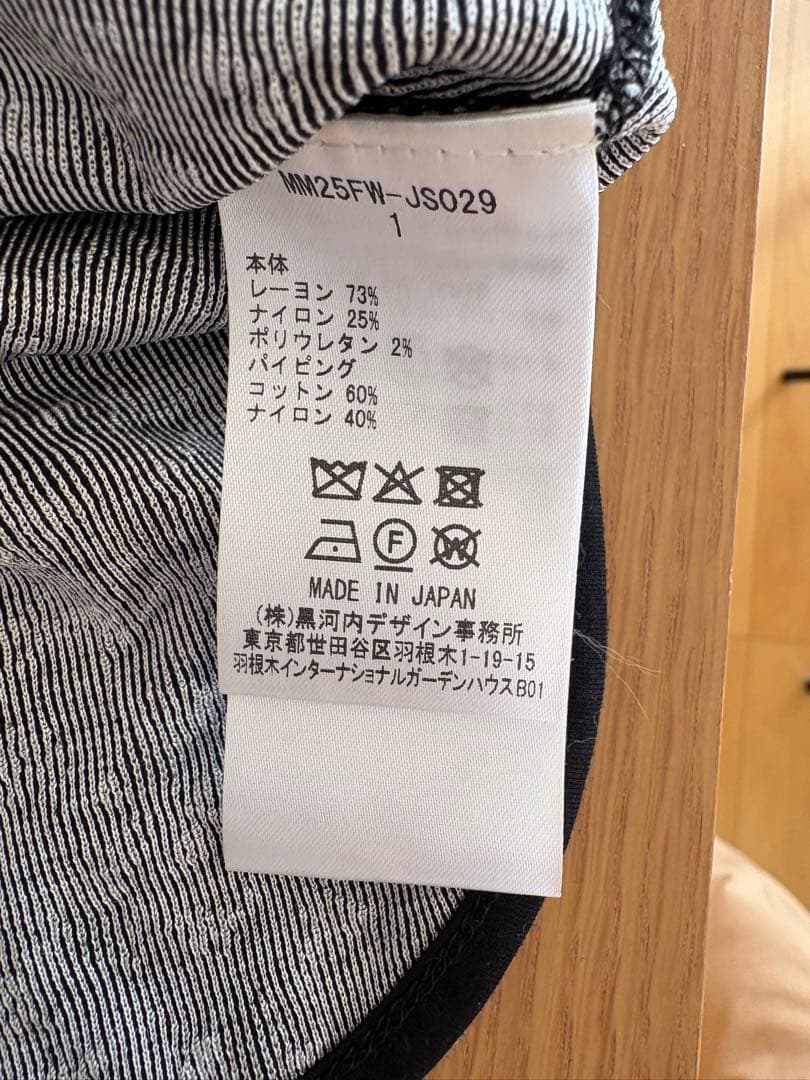 MM25FW-JS029
1
本体
レーヨン 73%
ナイロン 25%
ポリウレタン 2%
パイピング
コットン 60%
ナイロン 40%
F
W
MADE IN JAPAN
(株)黒河内デザイン事務所
東京都世田谷区羽根木1-19-15
羽根木インターナショナルガーデンハウスB01